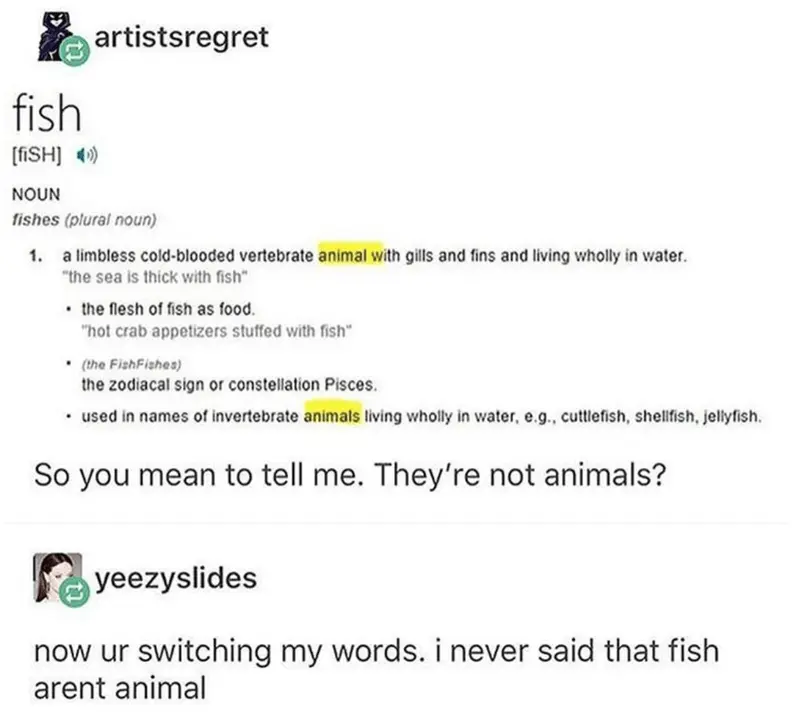 artistsregret
fish
[fiSH]
NOUN
fishes (plural noun)
1. a limbless cold-blooded vertebrate animal with gills and fins and living wholly in water.
"the sea is thick with fish"
• the flesh of fish as food.
"hot crab appetizers stuffed with fish"
• (the FishFishes)
the zodiacal sign or constellation Pisces.
• used in names of invertebrate animals living wholly in water, e.g., cuttlefish, shellfish, jellyfish.
So you mean to tell me. They're not animals?
yeezyslides
now ur switching my words. i never said that fish
arent animal